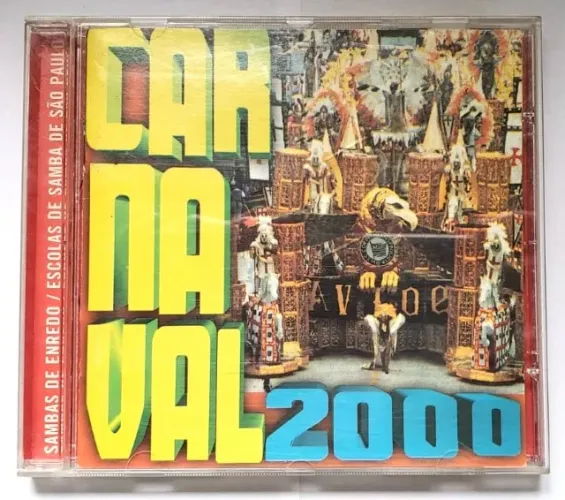 SAMBAS DE ENREDO / ESCOLAS DE SAMBA DE SÃO PAULO
CAR
NA
VAL
2000